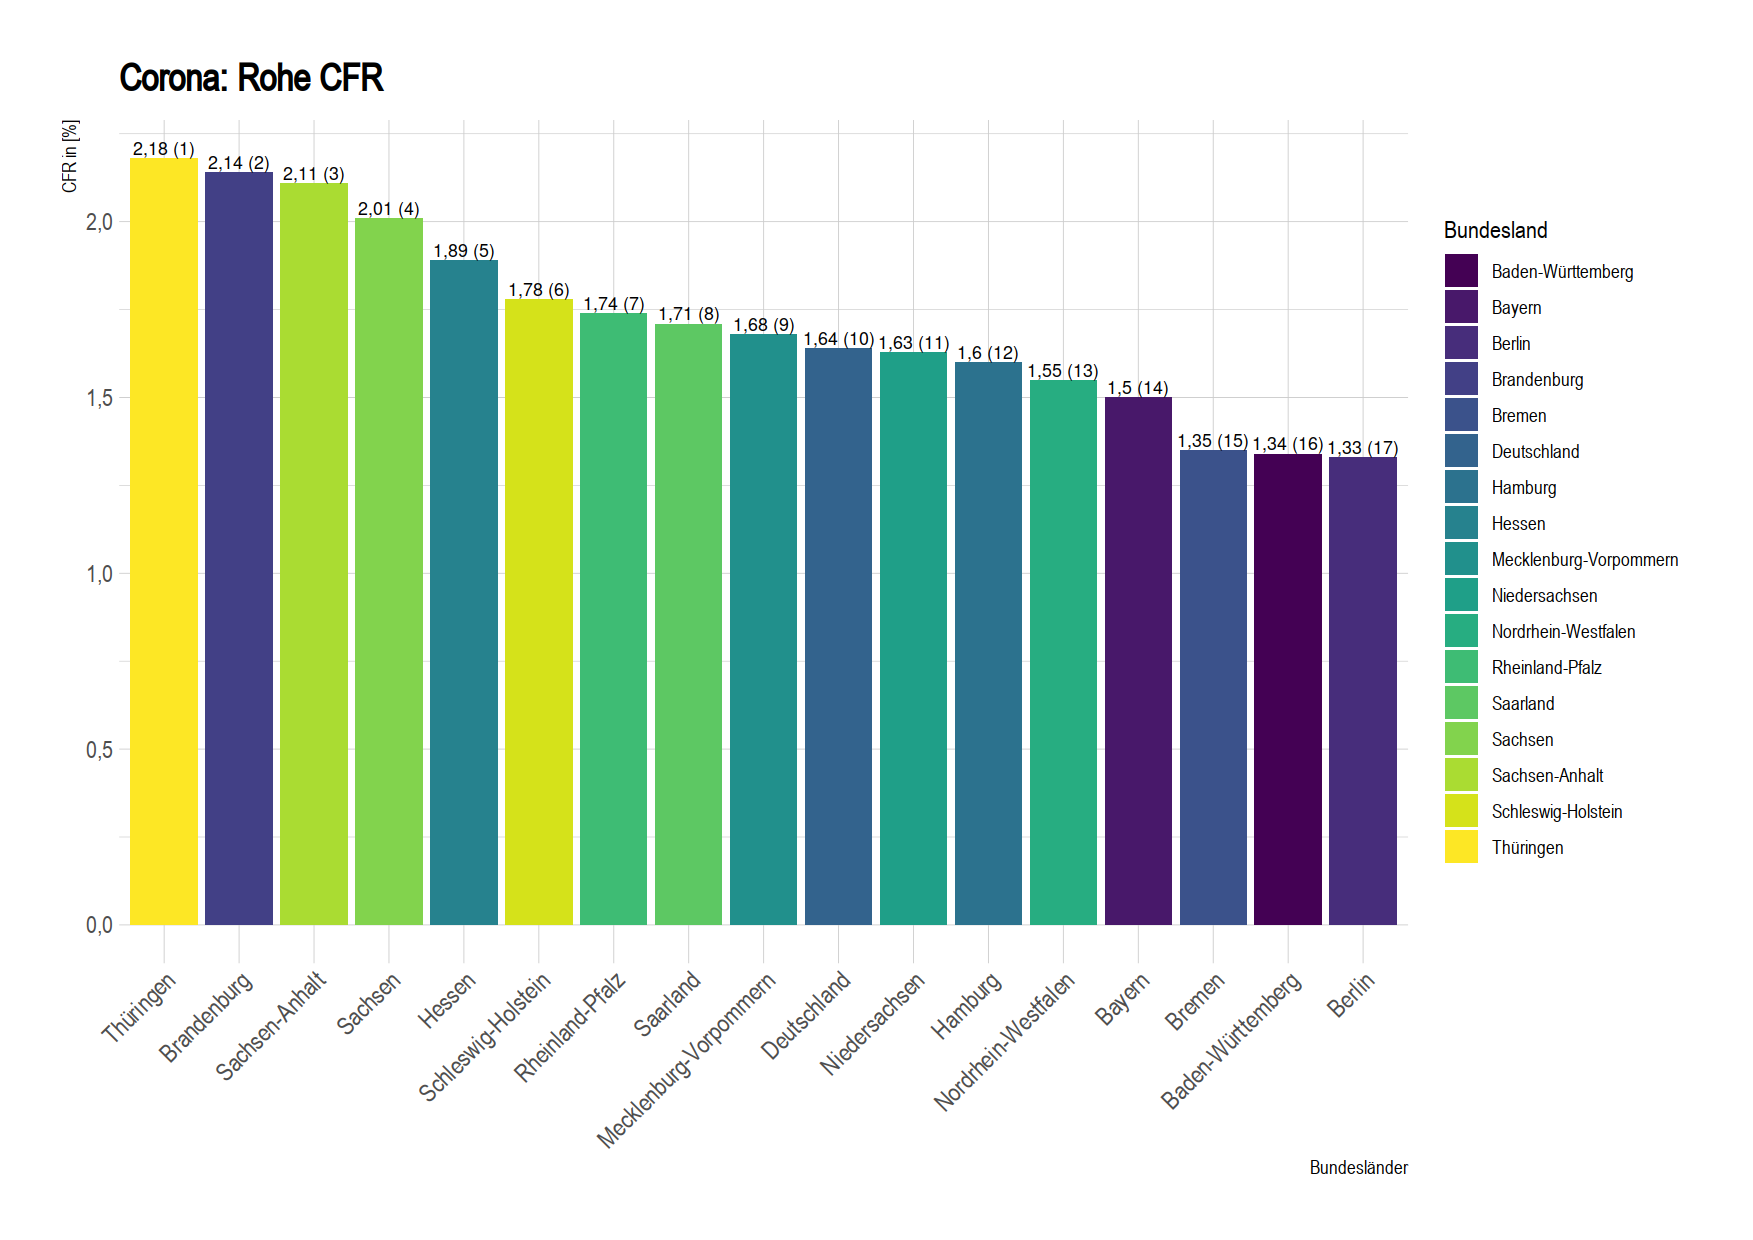 Corona: Rohe CFR
CFR in [%]
2,18 (1)
2,14 (2)
2,11 (3)
2,01 (4)
1,89 (5)
1,78 (6)
1,74 (7)
1,71 (8)
1,68 (9)
1,64 (10)
1,63 (11)
1,6 (12)
1,55 (13)
1,5 (14)
1,35 (15)
1,34 (16)
1,33 (17)
2,0
1,5
1,0
0,5
0,0
Thüringen
Brandenburg
Sachsen-Anhalt
Sachsen
Hessen
Schleswig-Holstein
Rheinland-Pfalz
Saarland
Mecklenburg-Vorpommern
Deutschland
Niedersachsen
Hamburg
Nordrhein-Westfalen
Bayern
Bremen
Baden-Württemberg
Berlin
Bundesländer
Bundesland
Baden-Württemberg
Bayern
Berlin
Brandenburg
Bremen
Deutschland
Hamburg
Hessen
Mecklenburg-Vorpommern
Niedersachsen
Nordrhein-Westfalen
Rheinland-Pfalz
Saarland
Sachsen
Sachsen-Anhalt
Schleswig-Holstein
Thüringen